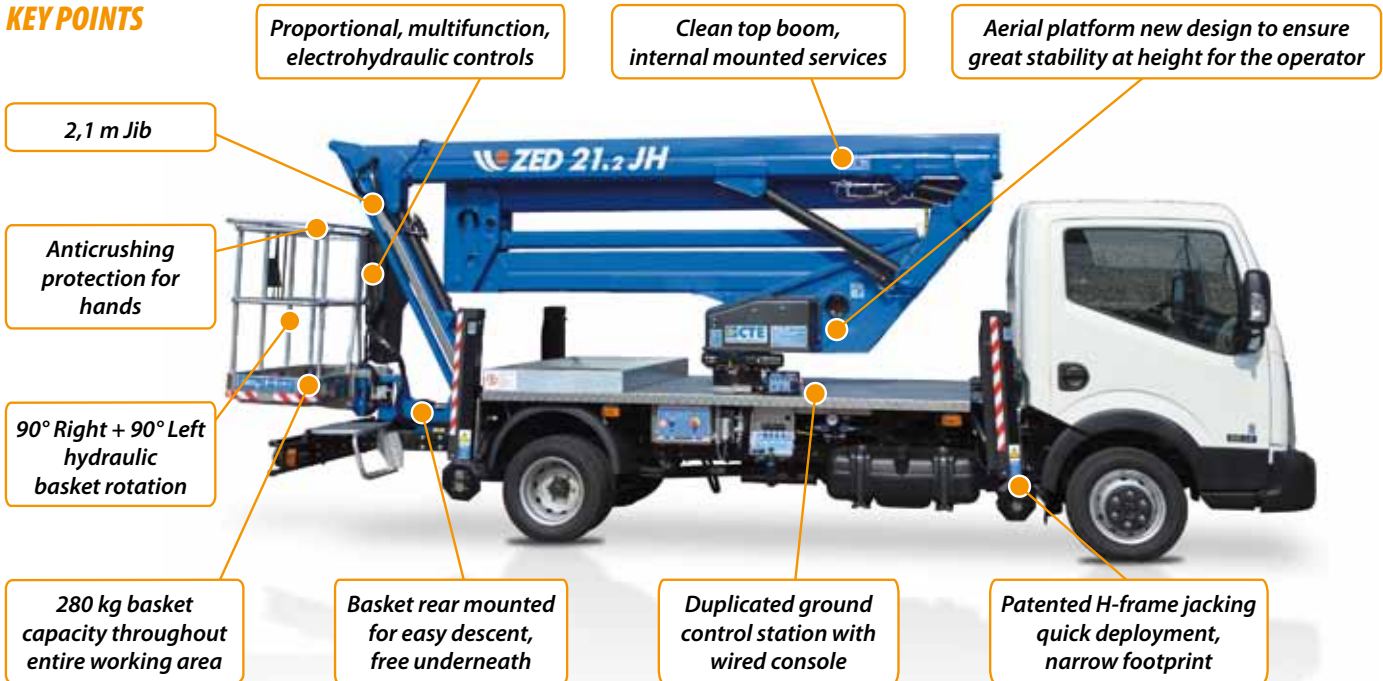 KEY POINTS
Proportional, multifunction,
electrohydraulic controls
Clean top boom,
internal mounted services
Aerial platform new design to ensure
great stability at height for the operator
2,1 m Jib
ZED 21.2 JH
Anticrushing
protection for
hands
CTE
90° Right + 90° Left
hydraulic
basket rotation
280 kg basket
capacity throughout
entire working area
Basket rear mounted
for easy descent,
free underneath
Duplicated ground
control station with
wired console
Patented H-frame jacking
quick deployment,
narrow footprint